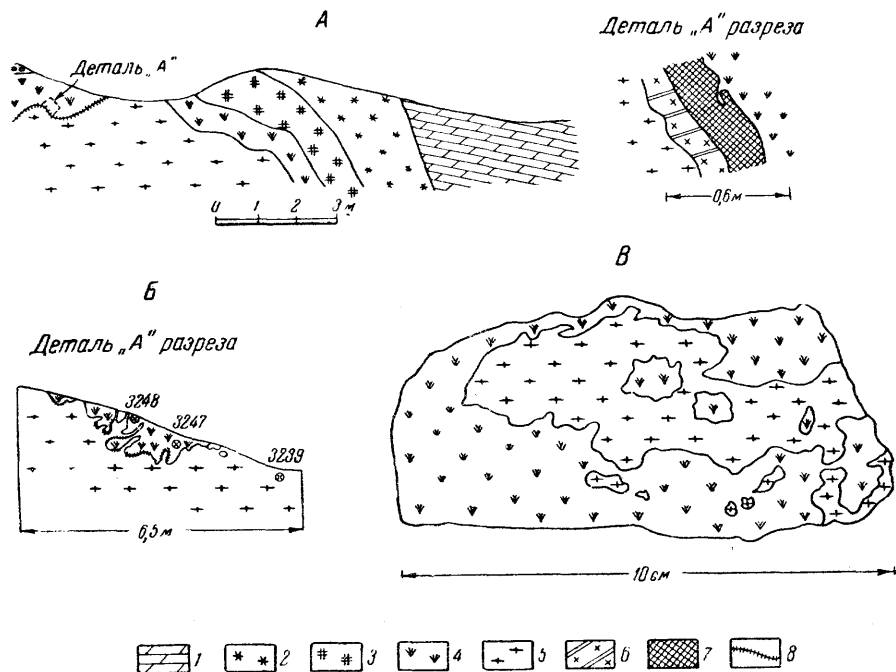 А
Деталь „А" разреза
Деталь „А"
0 1 2 3 м
0,6 м
Б
В
Деталь „А" разреза
3248
3247
3239
6,5 м
10 см
1 2 3 4 5 6 7 8